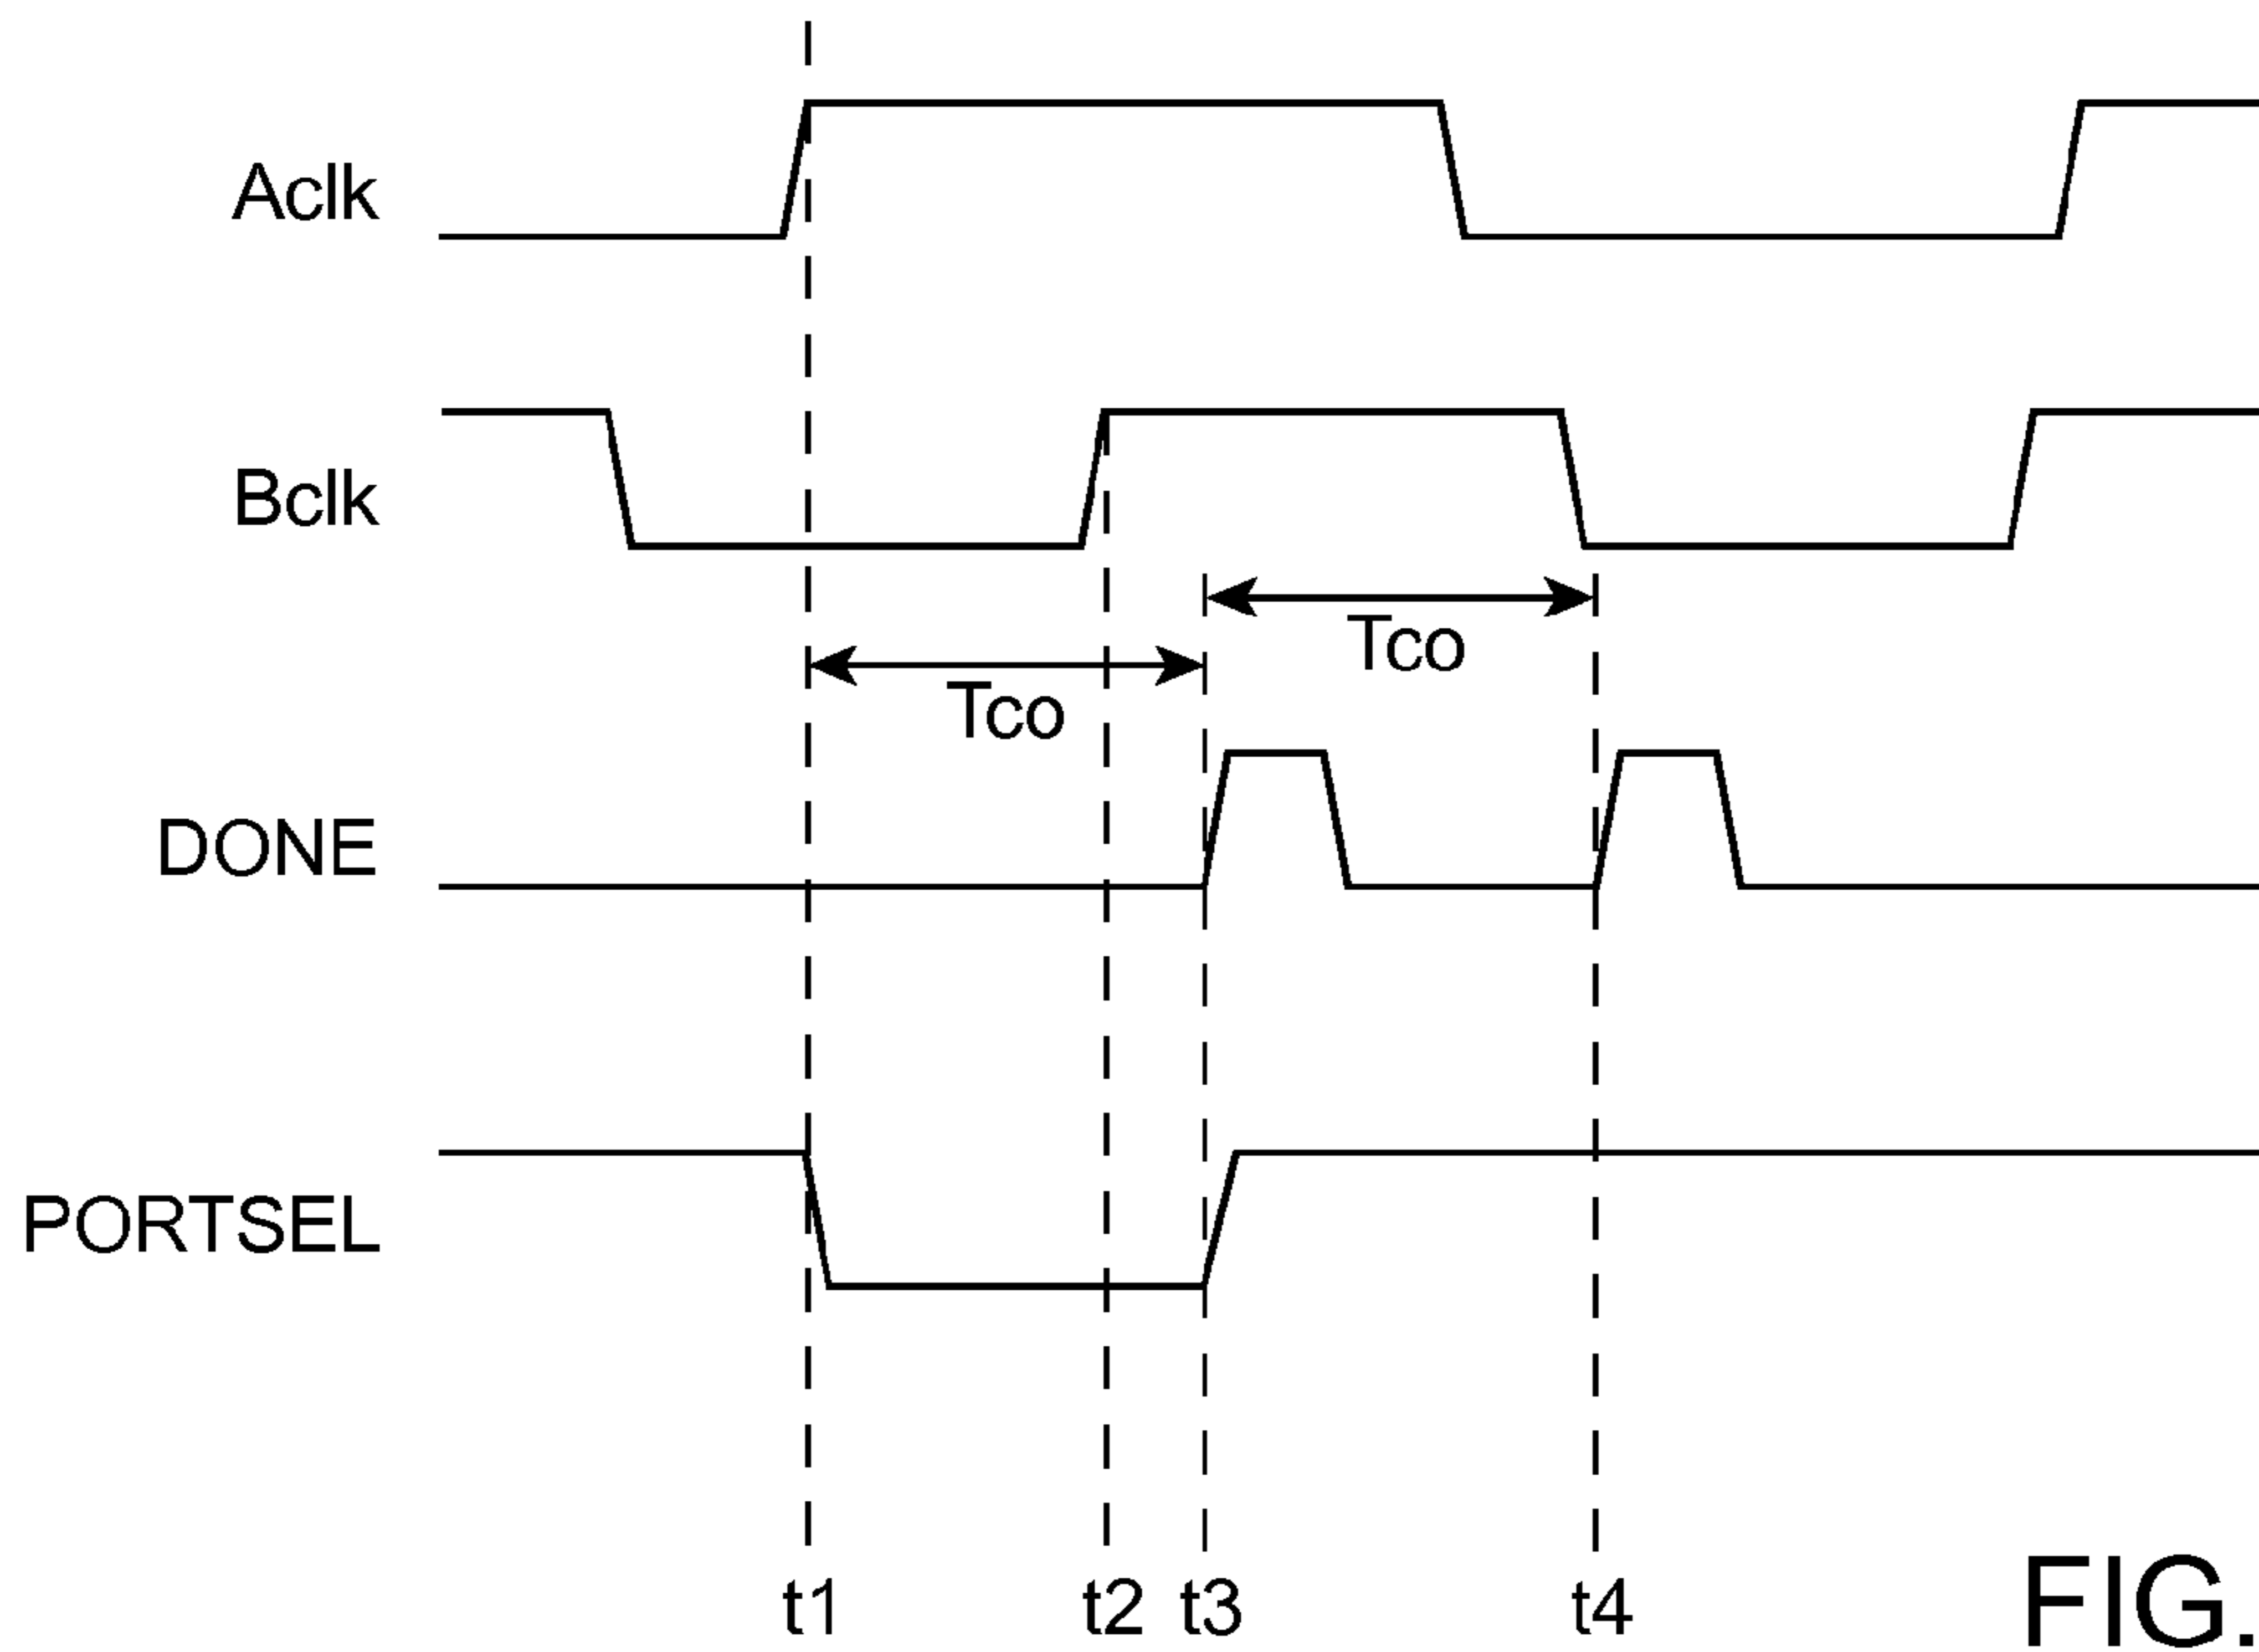 Aclk
Bclk
Tco
Tco
DONE
PORTSEL
t1 t2 t3 t4
FIG.